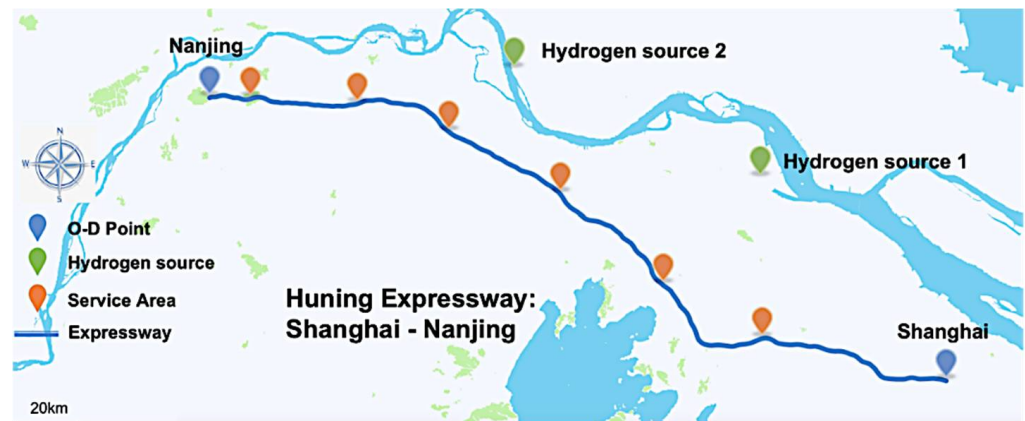 Nanjing
Hydrogen source 2
Hydrogen source 1
N
W E
S
O-D Point
Hydrogen source
Service Area
Expressway
Huning Expressway:
Shanghai - Nanjing
Shanghai
20km